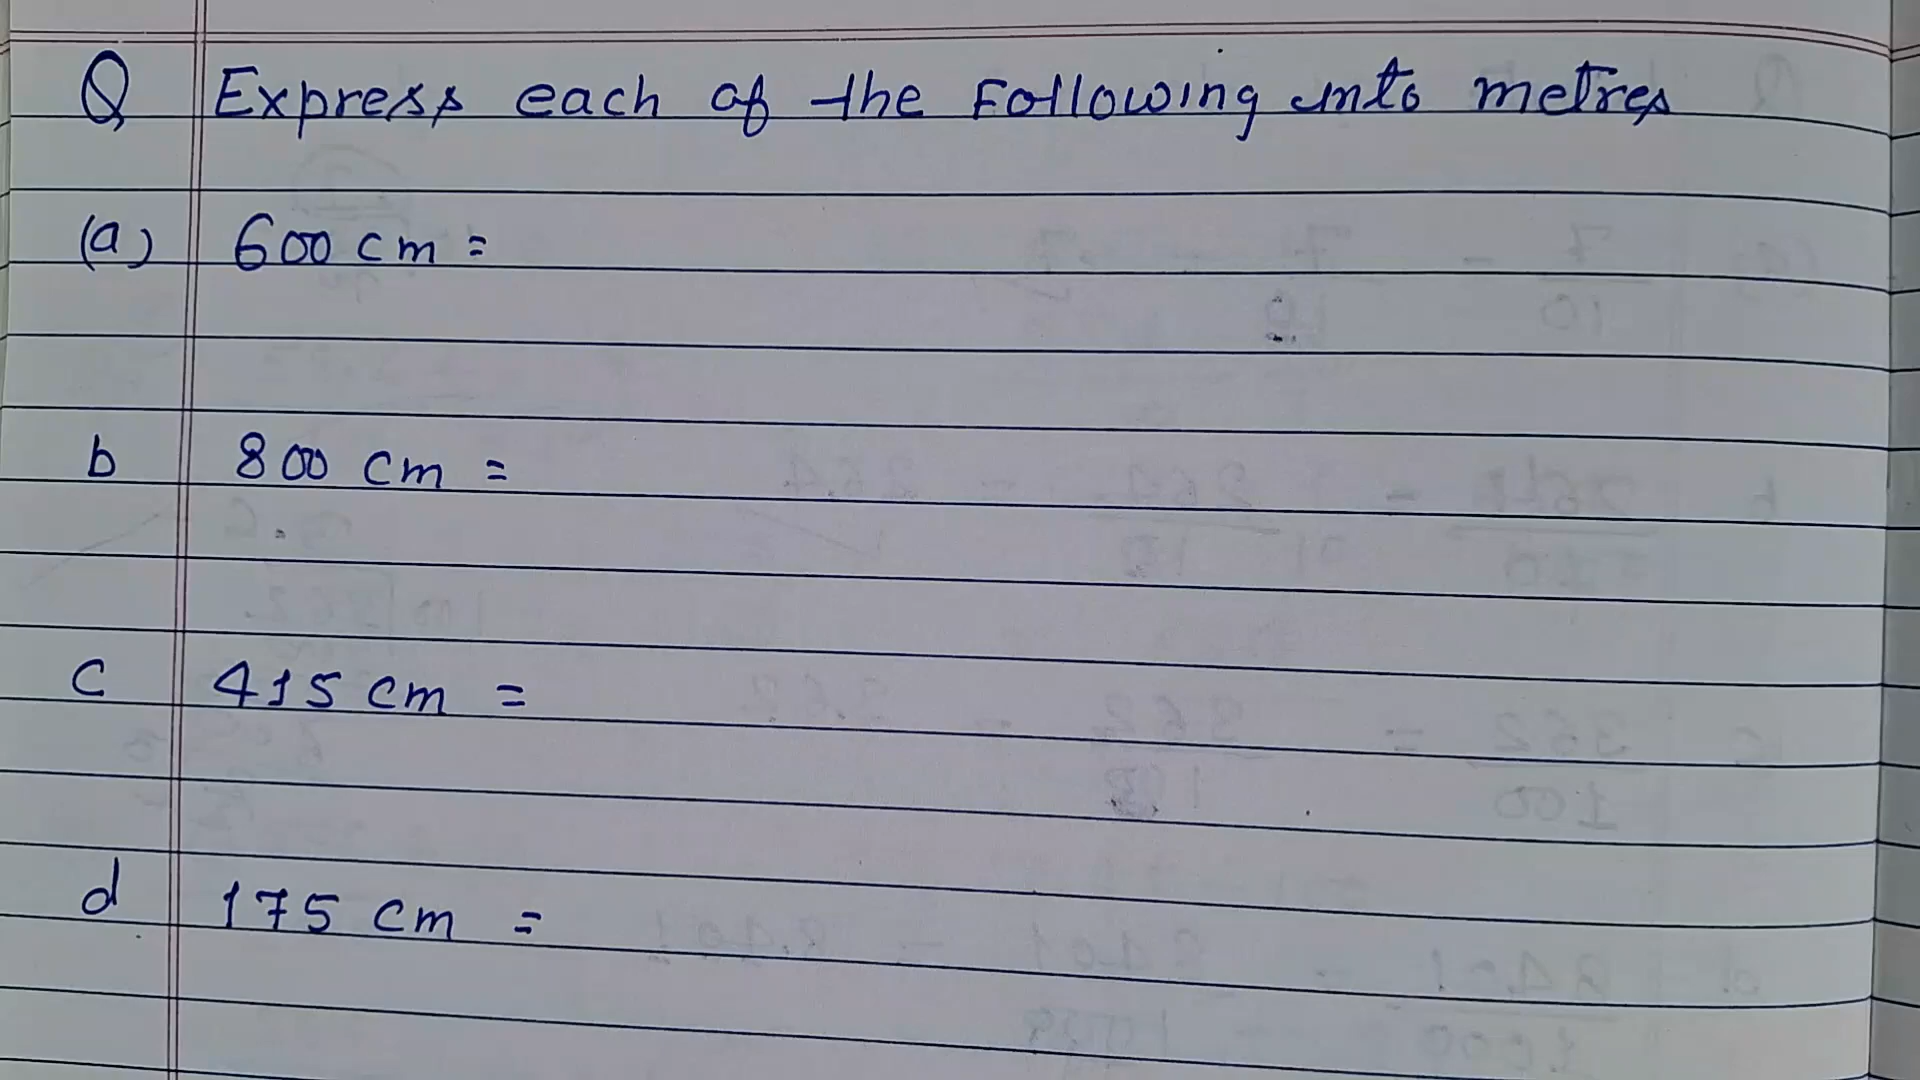 Q Express each of the Following into metres
(a) 600 cm =
b 800 cm =
c 415 cm =
d 175 cm =